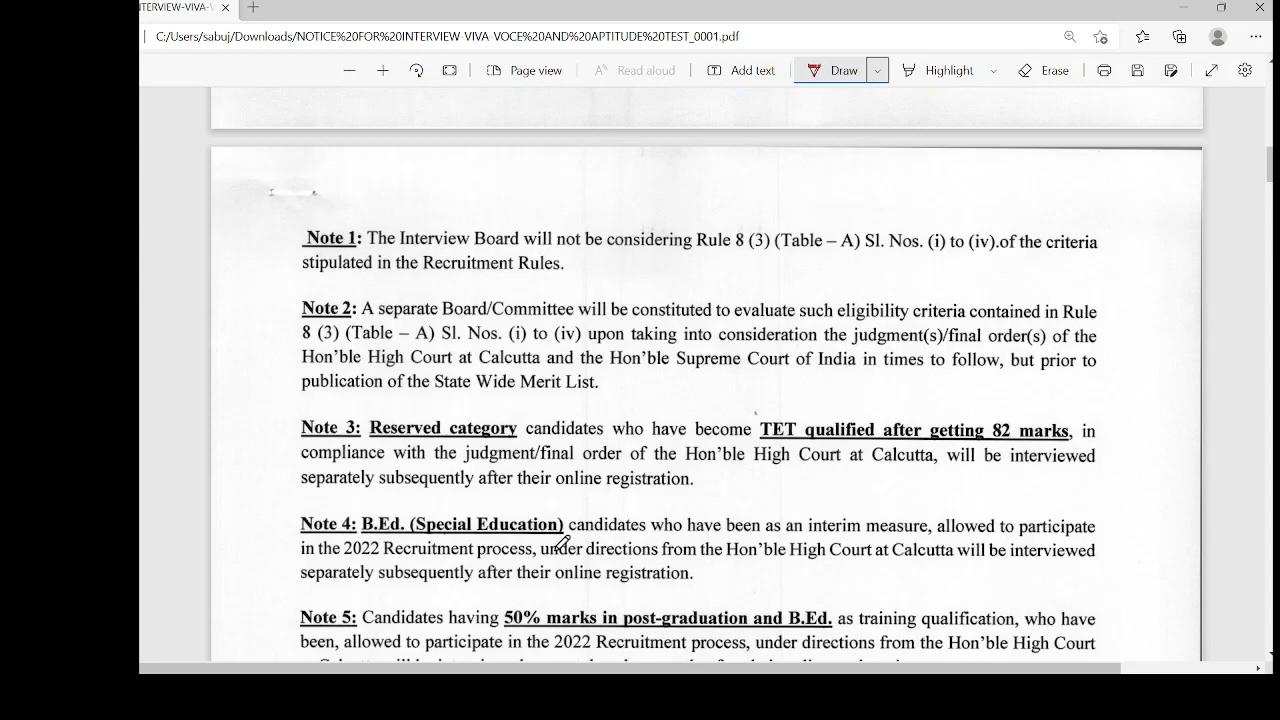 INTERVIEW-VIVA-V
C:/Users/sabuj/Downloads/NOTICE%20FOR%20INTERVIEW-VIVA-VOCE%20AND%20APTITUDE%20TEST_0001.pdf
Page view
Read aloud
Add text
Draw
Highlight
Erase
Note 1: The Interview Board will not be considering Rule 8 (3) (Table – A) Sl. Nos. (i) to (iv).of the criteria
stipulated in the Recruitment Rules.
Note 2: A separate Board/Committee will be constituted to evaluate such eligibility criteria contained in Rule
8 (3) (Table – A) Sl. Nos. (i) to (iv) upon taking into consideration the judgment(s)/final order(s) of the
Hon'ble High Court at Calcutta and the Hon'ble Supreme Court of India in times to follow, but prior to
publication of the State Wide Merit List.
Note 3: Reserved category candidates who have become TET qualified after getting 82 marks, in
compliance with the judgment/final order of the Hon'ble High Court at Calcutta, will be interviewed
separately subsequently after their online registration.
Note 4: B.Ed. (Special Education) candidates who have been as an interim measure, allowed to participate
in the 2022 Recruitment process, under directions from the Hon'ble High Court at Calcutta will be interviewed
separately subsequently after their online registration.
Note 5: Candidates having 50% marks in post-graduation and B.Ed. as training qualification, who have
been, allowed to participate in the 2022 Recruitment process, under directions from the Hon'ble High Court